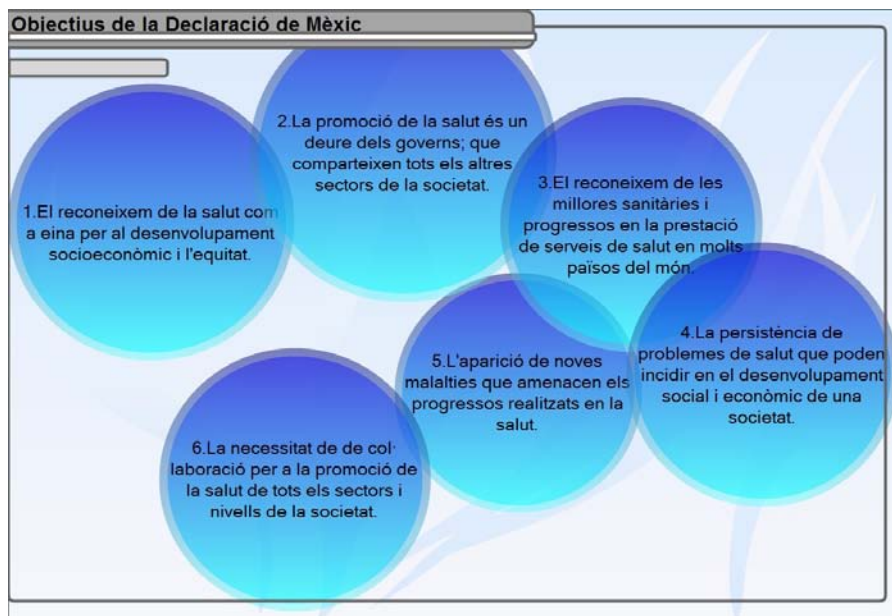 Objectius de la Declaració de Mèxic
1.El reconeixem de la salut com
a eina per al desenvolupament
socioeconòmic i l'equitat.
2.La promoció de la salut és un
deure dels governs; que
comparteixen tots els altres
sectors de la societat.
3.El reconeixem de les
millores sanitàries i
progressos en la prestació
de serveis de salut en molts
països del món.
4.La persistència de
problemes de salut que poden
incidir en el desenvolupament
social i econòmic de una
societat.
5.L'aparició de noves
malalties que amenacen els
progressos realitzats en la
salut.
6.La necessitat de de col·
laboració per a la promoció de
la salut de tots els sectors i
nivells de la societat.